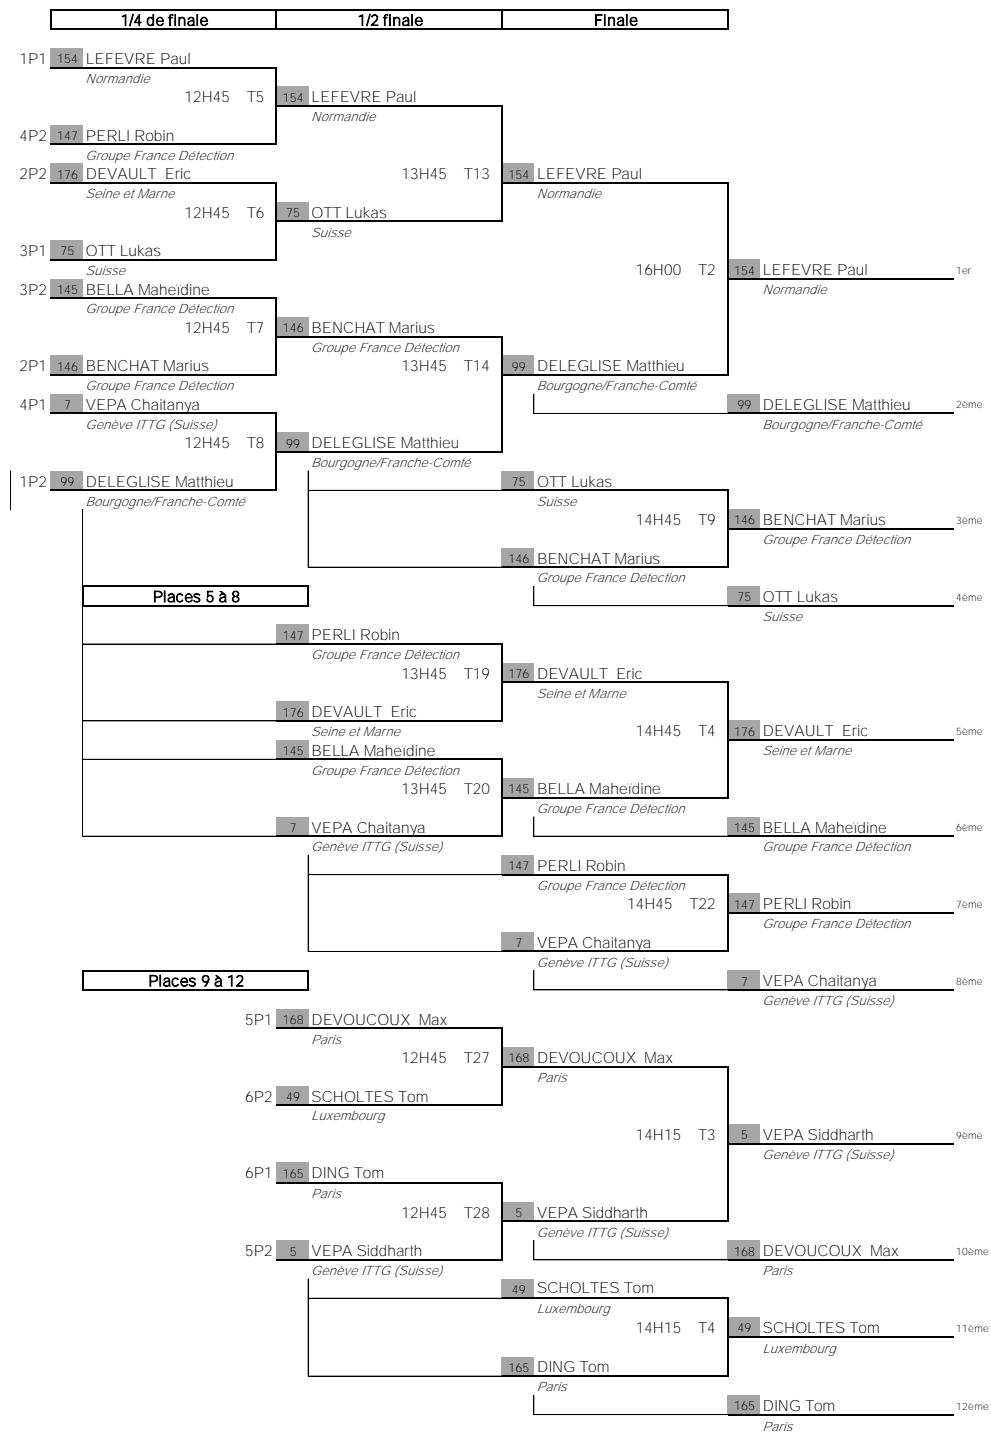 1/4 de finale 1/2 finale Finale
1P1 154 LEFEVRE Paul
Normandie
12H45 T5 154 LEFEVRE Paul
Normandie
4P2 147 PERLI Robin
Groupe France Détection
2P2 176 DEVAULT Eric 13H45 T13 154 LEFEVRE Paul
Seine et Marne Normandie
12H45 T6 75 OTT Lukas
Suisse
3P1 75 OTT Lukas
Suisse 16H00 T2 154 LEFEVRE Paul 1er
3P2 145 BELLA Maheïdine Normandie
Groupe France Détection
12H45 T7 146 BENCHAT Marius
Groupe France Détection
2P1 146 BENCHAT Marius 13H45 T14 99 DELEGLISE Matthieu
Groupe France Détection Bourgogne/Franche-Comté
4P1 7 VEPA Chaitanya 99 DELEGLISE Matthieu 2ème
Genève ITTG (Suisse) Bourgogne/Franche-Comté
12H45 T8 99 DELEGLISE Matthieu
Bourgogne/Franche-Comté
1P2 99 DELEGLISE Matthieu 75 OTT Lukas
Bourgogne/Franche-Comté Suisse
14H45 T9 146 BENCHAT Marius 3ème
Groupe France Détection
146 BENCHAT Marius
Groupe France Détection
Places 5 à 8 75 OTT Lukas 4ème
Suisse
147 PERLI Robin
Groupe France Détection
13H45 T19 176 DEVAULT Eric
Seine et Marne
176 DEVAULT Eric
Seine et Marne 14H45 T4 176 DEVAULT Eric 5ème
145 BELLA Maheïdine Seine et Marne
Groupe France Détection
13H45 T20 145 BELLA Maheïdine
Groupe France Détection
7 VEPA Chaitanya 145 BELLA Maheïdine 6ème
Genève ITTG (Suisse) Groupe France Détection
147 PERLI Robin
Groupe France Détection
14H45 T22 147 PERLI Robin 7ème
Groupe France Détection
7 VEPA Chaitanya
Genève ITTG (Suisse)
Places 9 à 12 7 VEPA Chaitanya 8ème
Genève ITTG (Suisse)
5P1 168 DEVOUCOUX Max
Paris
12H45 T27 168 DEVOUCOUX Max
Paris
6P2 49 SCHOLTES Tom
Luxembourg
14H15 T3 5 VEPA Siddharth 9ème
Genève ITTG (Suisse)
6P1 165 DING Tom
Paris
12H45 T28 5 VEPA Siddharth
Genève ITTG (Suisse)
5P2 5 VEPA Siddharth 168 DEVOUCOUX Max 10ème
Genève ITTG (Suisse) Paris
49 SCHOLTES Tom
Luxembourg
14H15 T4 49 SCHOLTES Tom 11ème
Luxembourg
165 DING Tom
Paris
165 DING Tom 12ème
Paris